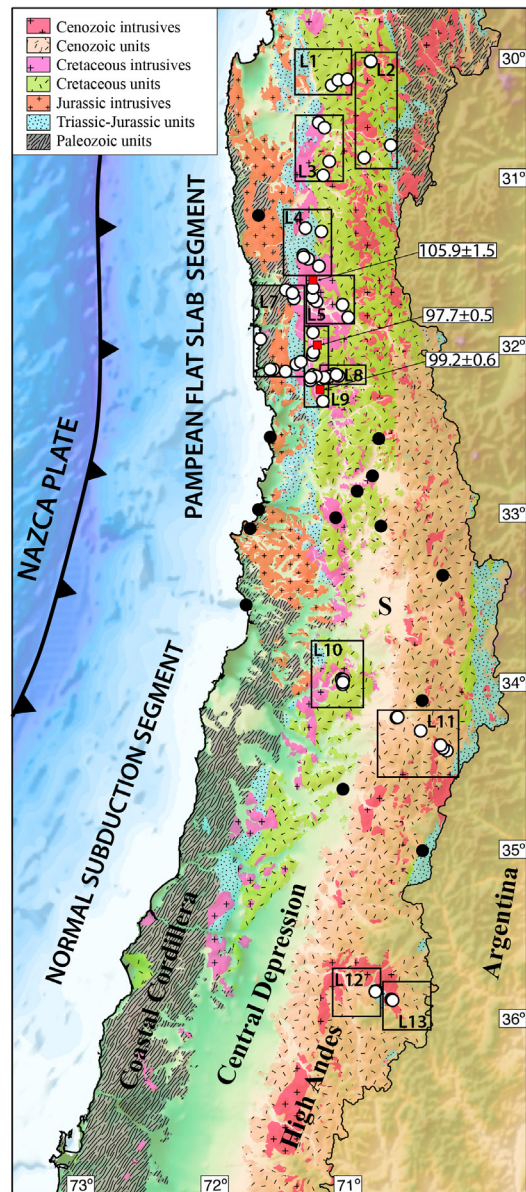 Cenozoic intrusives
Cenozoic units
Cretaceous intrusives
Cretaceous units
Jurassic intrusives
Triassic-Jurassic units
Paleozoic units
L1
L2
30°
L3
31°
L4
PAMPEAN FLAT SLAB SEGMENT
105.9±1.5
L7
L5
97.7±0.5
32°
99.2±0.6
L8
L9
NAZCA PLATE
33°
S
L10
34°
L11
NORMAL SUBDUCTION SEGMENT
35°
Argentina
Coastal Cordillera
Central Depression
L12
L13
36°
High Andes
73°
72°
71°